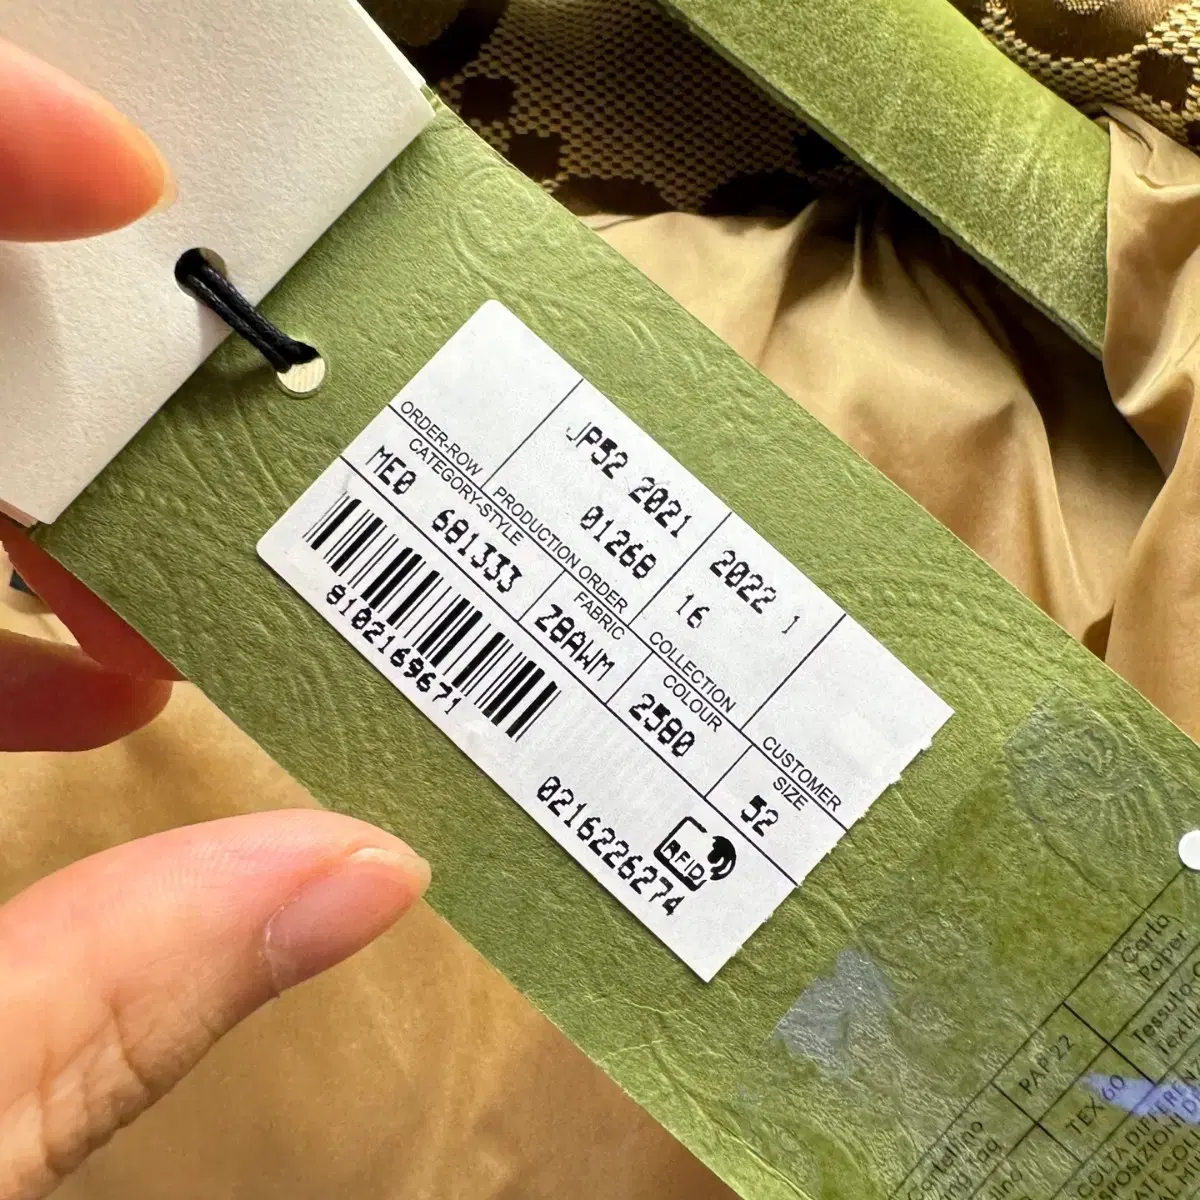 JP52 2021
2022 1
01268
16
ORDER-ROW
PRODUCTION ORDER
COLLECTION
CUSTOMER
CATEGORY-STYLE
FABRIC
COLOUR
SIZE
ME0 681333
Z8AWM
2580
52
8102169671
0216226274
RFID
Carta
Paper
PAP 22
TEX 60